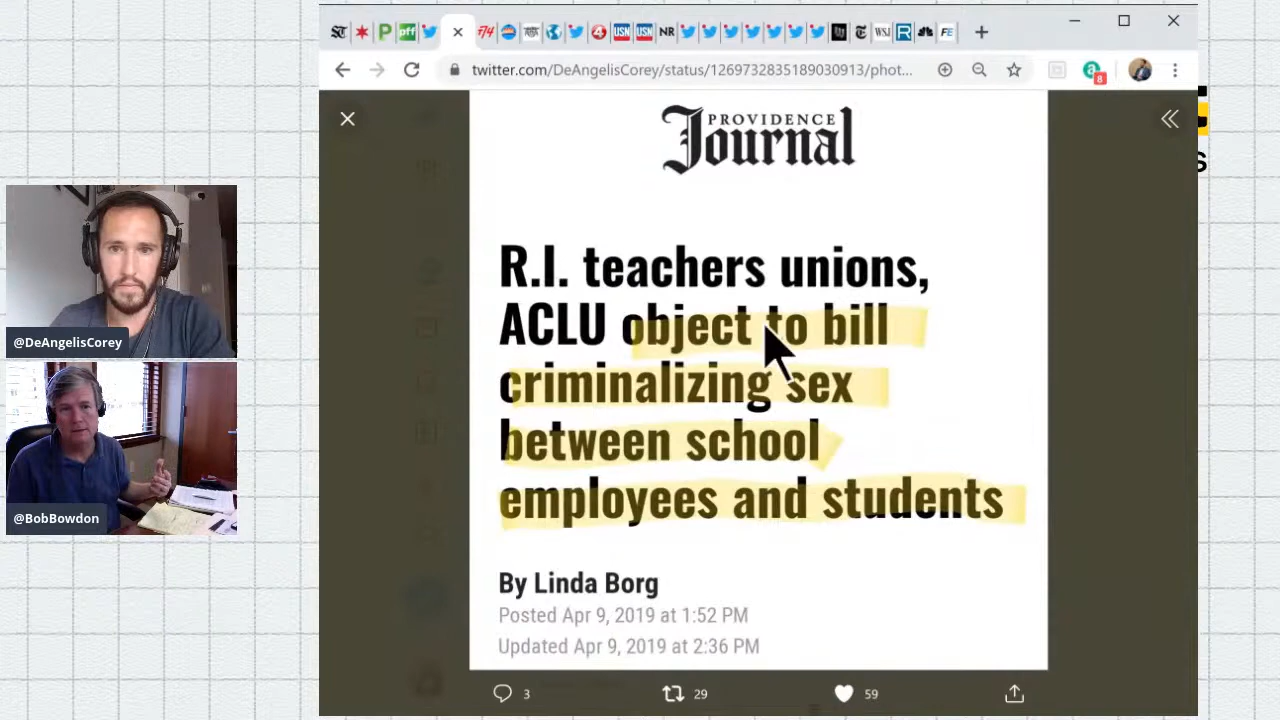 twitter.com/DeAngelisCorey/status/1269732835189030913/phot...
8
PROVIDENCE
Journal
R.I. teachers unions,
ACLU object to bill
criminalizing sex
between school
employees and students
By Linda Borg
Posted Apr 9, 2019 at 1:52 PM
Updated Apr 9, 2019 at 2:36 PM
3
29
59
@DeAngelisCorey
@BobBowdon